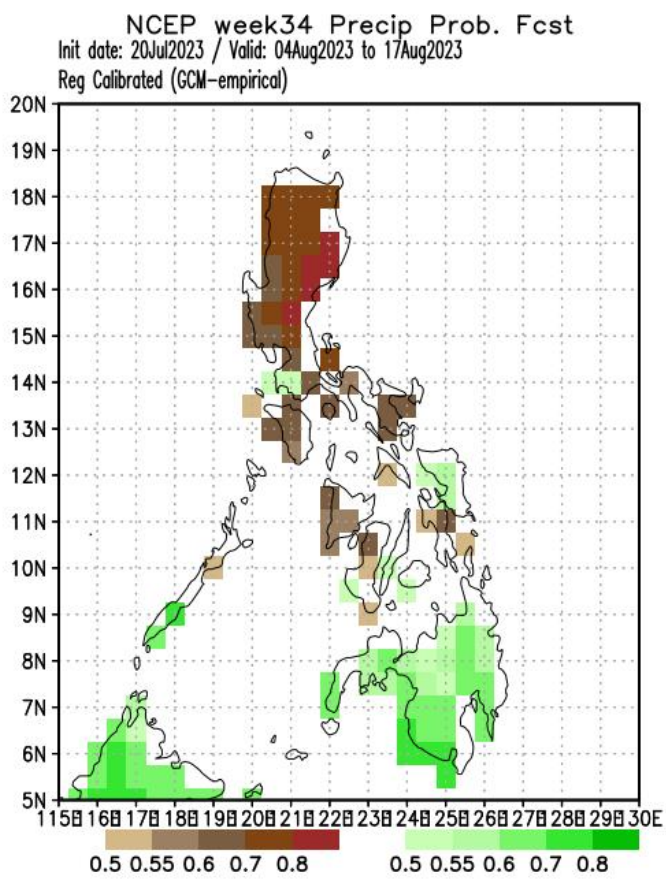 NCEP week34 Precip Prob. Fcst
Init date: 20Jul2023 / Valid: 04Aug2023 to 17Aug2023
Reg Calibrated (GCM-empirical)
20N
19N
18N
17N
16N
15N
14N
13N
12N
11N
10N
9N
8N
7N
6N
5N
115E 116E 117E 118E 119E 120E 121E 122E 123E 124E 125E 126E 127E 128E 129E 130E
0.5 0.55 0.6 0.7 0.8 0.5 0.55 0.6 0.7 0.8